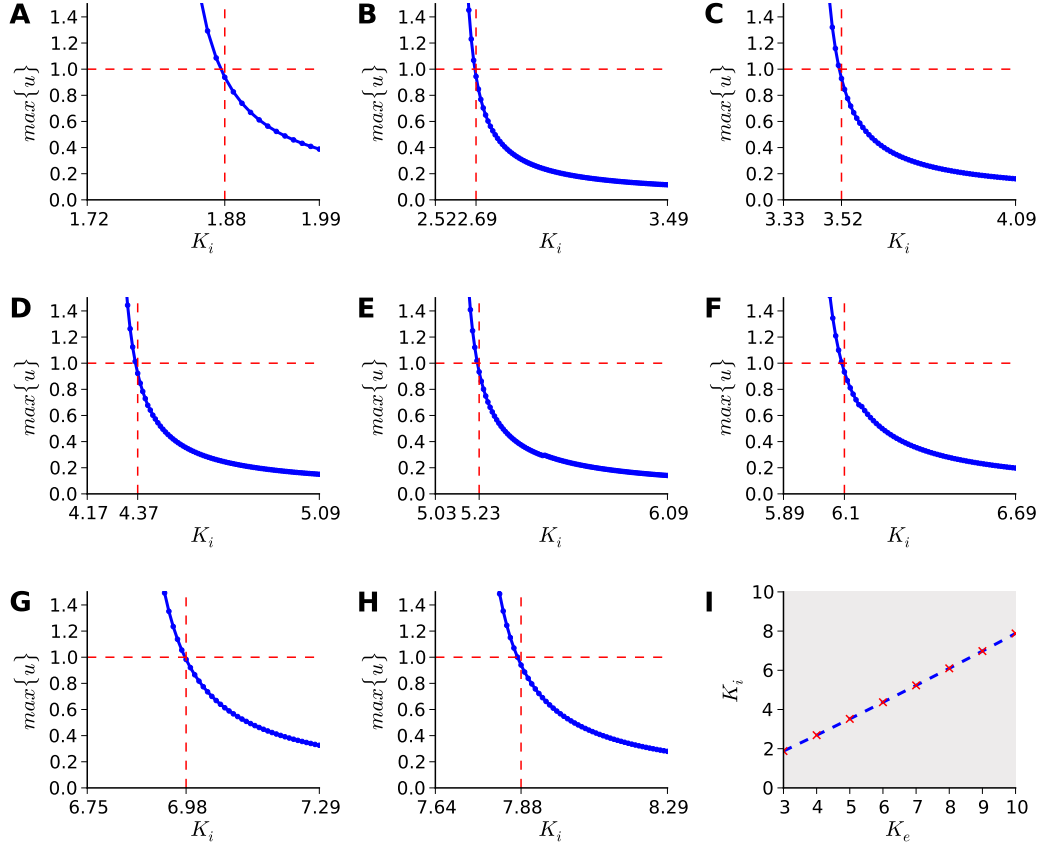 A
1.4
1.2
1.0
0.8
0.6
0.4
0.2
0.0
max{u}
1.72 1.88 1.99
K_i
B
1.4
1.2
1.0
0.8
0.6
0.4
0.2
0.0
max{u}
2.52 2.69 3.49
K_i
C
1.4
1.2
1.0
0.8
0.6
0.4
0.2
0.0
max{u}
3.33 3.52 4.09
K_i
D
1.4
1.2
1.0
0.8
0.6
0.4
0.2
0.0
max{u}
4.17 4.37 5.09
K_i
E
1.4
1.2
1.0
0.8
0.6
0.4
0.2
0.0
max{u}
5.03 5.23 6.09
K_i
F
1.4
1.2
1.0
0.8
0.6
0.4
0.2
0.0
max{u}
5.89 6.1 6.69
K_i
G
1.4
1.2
1.0
0.8
0.6
0.4
0.2
0.0
max{u}
6.75 6.98 7.29
K_i
H
1.4
1.2
1.0
0.8
0.6
0.4
0.2
0.0
max{u}
7.64 7.88 8.29
K_i
I
10
8
6
4
2
0
K_i
3 4 5 6 7 8 9 10
K_e